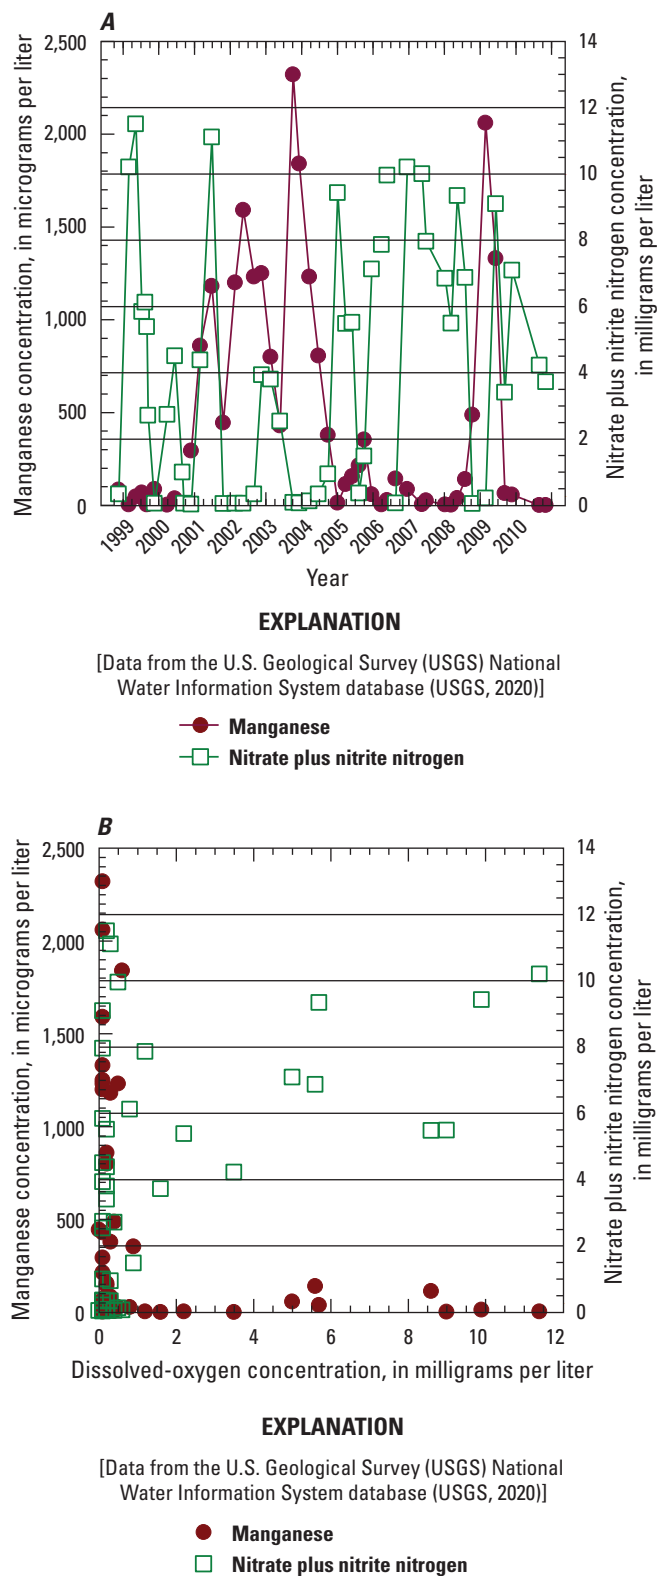 A
Manganese concentration, in micrograms per liter
2,500
2,000
1,500
1,000
500
0
14
12
10
8
6
4
2
0
Nitrate plus nitrite nitrogen concentration,
in milligrams per liter
1999
2000
2001
2002
2003
2004
2005
2006
2007
2008
2009
2010
Year
EXPLANATION
[Data from the U.S. Geological Survey (USGS) National
Water Information System database (USGS, 2020)]
Manganese
Nitrate plus nitrite nitrogen
B
Manganese concentration, in micrograms per liter
2,500
2,000
1,500
1,000
500
0
14
12
10
8
6
4
2
0
Nitrate plus nitrite nitrogen concentration,
in milligrams per liter
0 2 4 6 8 10 12
Dissolved-oxygen concentration, in milligrams per liter
EXPLANATION
[Data from the U.S. Geological Survey (USGS) National
Water Information System database (USGS, 2020)]
Manganese
Nitrate plus nitrite nitrogen